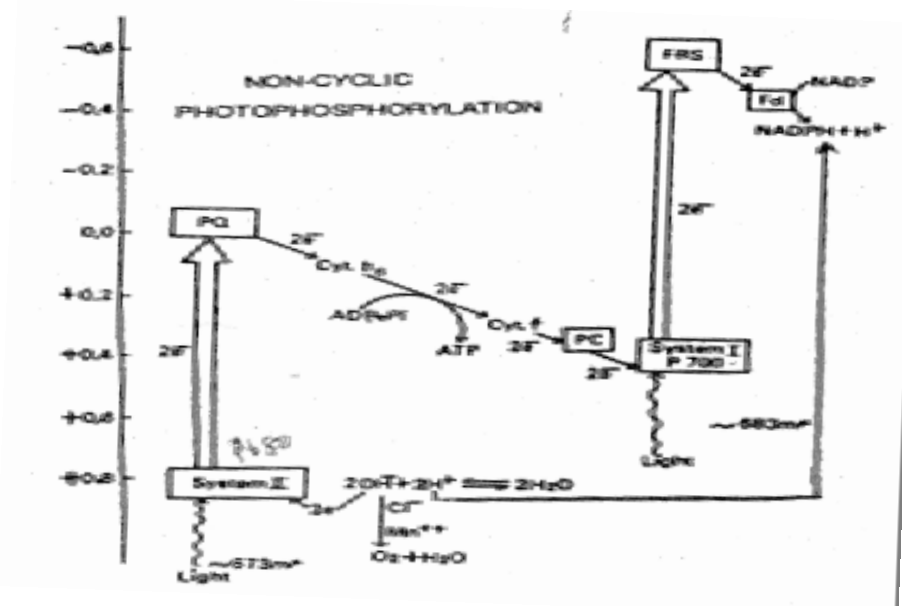 NON-CYCLIC
PHOTOPHOSPHORYLATION
-0,6
-0,4
-0,2
0,0
+0,2
+0,4
+0,6
+0,8
FRS
2e⁻
NADP
Fd
NADPH+H⁺
2e⁻
PQ
2e⁻
Cyt. b₆
2e⁻
ADP+Pi
ATP
Cyt. f
2e⁻
PC
2e⁻
System I
P 700
2e⁻
~683mµ
Light
P680
System II
2OH⁻+2H⁺ 2H₂O
2e
Cl⁻
Mn⁺⁺
O₂+H₂O
~673mµ
Light